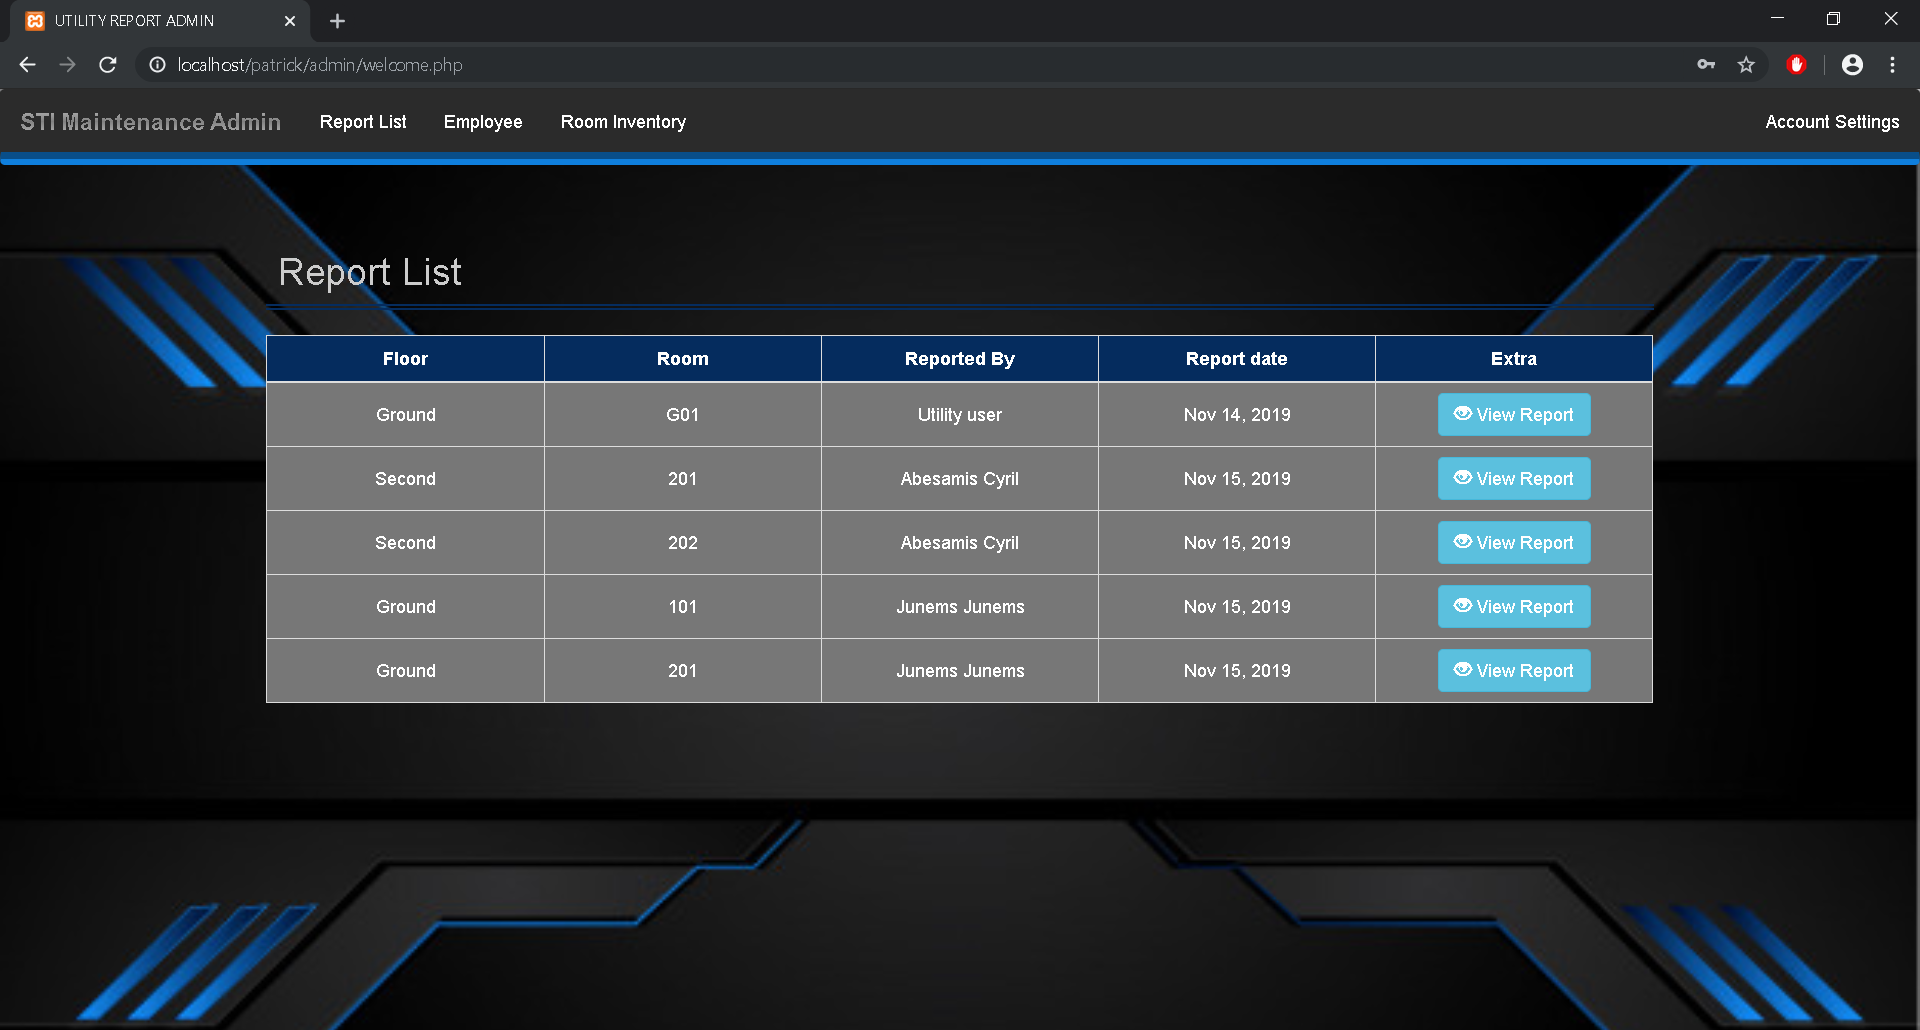 UTILITY REPORT ADMIN
localhost/patrick/admin/welcome.php
STI Maintenance Admin Report List Employee Room Inventory Account Settings
Report List
Floor Room Reported By Report date Extra
Ground G01 Utility user Nov 14, 2019 View Report
Second 201 Abesamis Cyril Nov 15, 2019 View Report
Second 202 Abesamis Cyril Nov 15, 2019 View Report
Ground 101 Junems Junems Nov 15, 2019 View Report
Ground 201 Junems Junems Nov 15, 2019 View Report